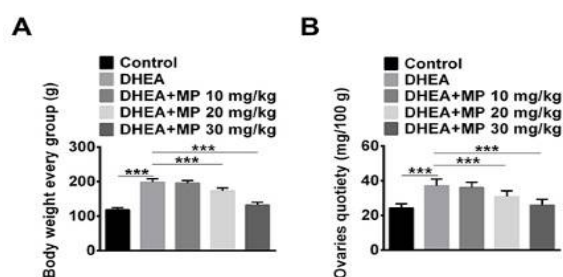 A
Control
DHEA
DHEA+MP 10 mg/kg
DHEA+MP 20 mg/kg
DHEA+MP 30 mg/kg
Body weight every group (g)
300
200
100
0
***
***
***
B
Control
DHEA
DHEA+MP 10 mg/kg
DHEA+MP 20 mg/kg
DHEA+MP 30 mg/kg
Ovaries quotiety (mg/100 g)
60
40
20
0
***
***
***